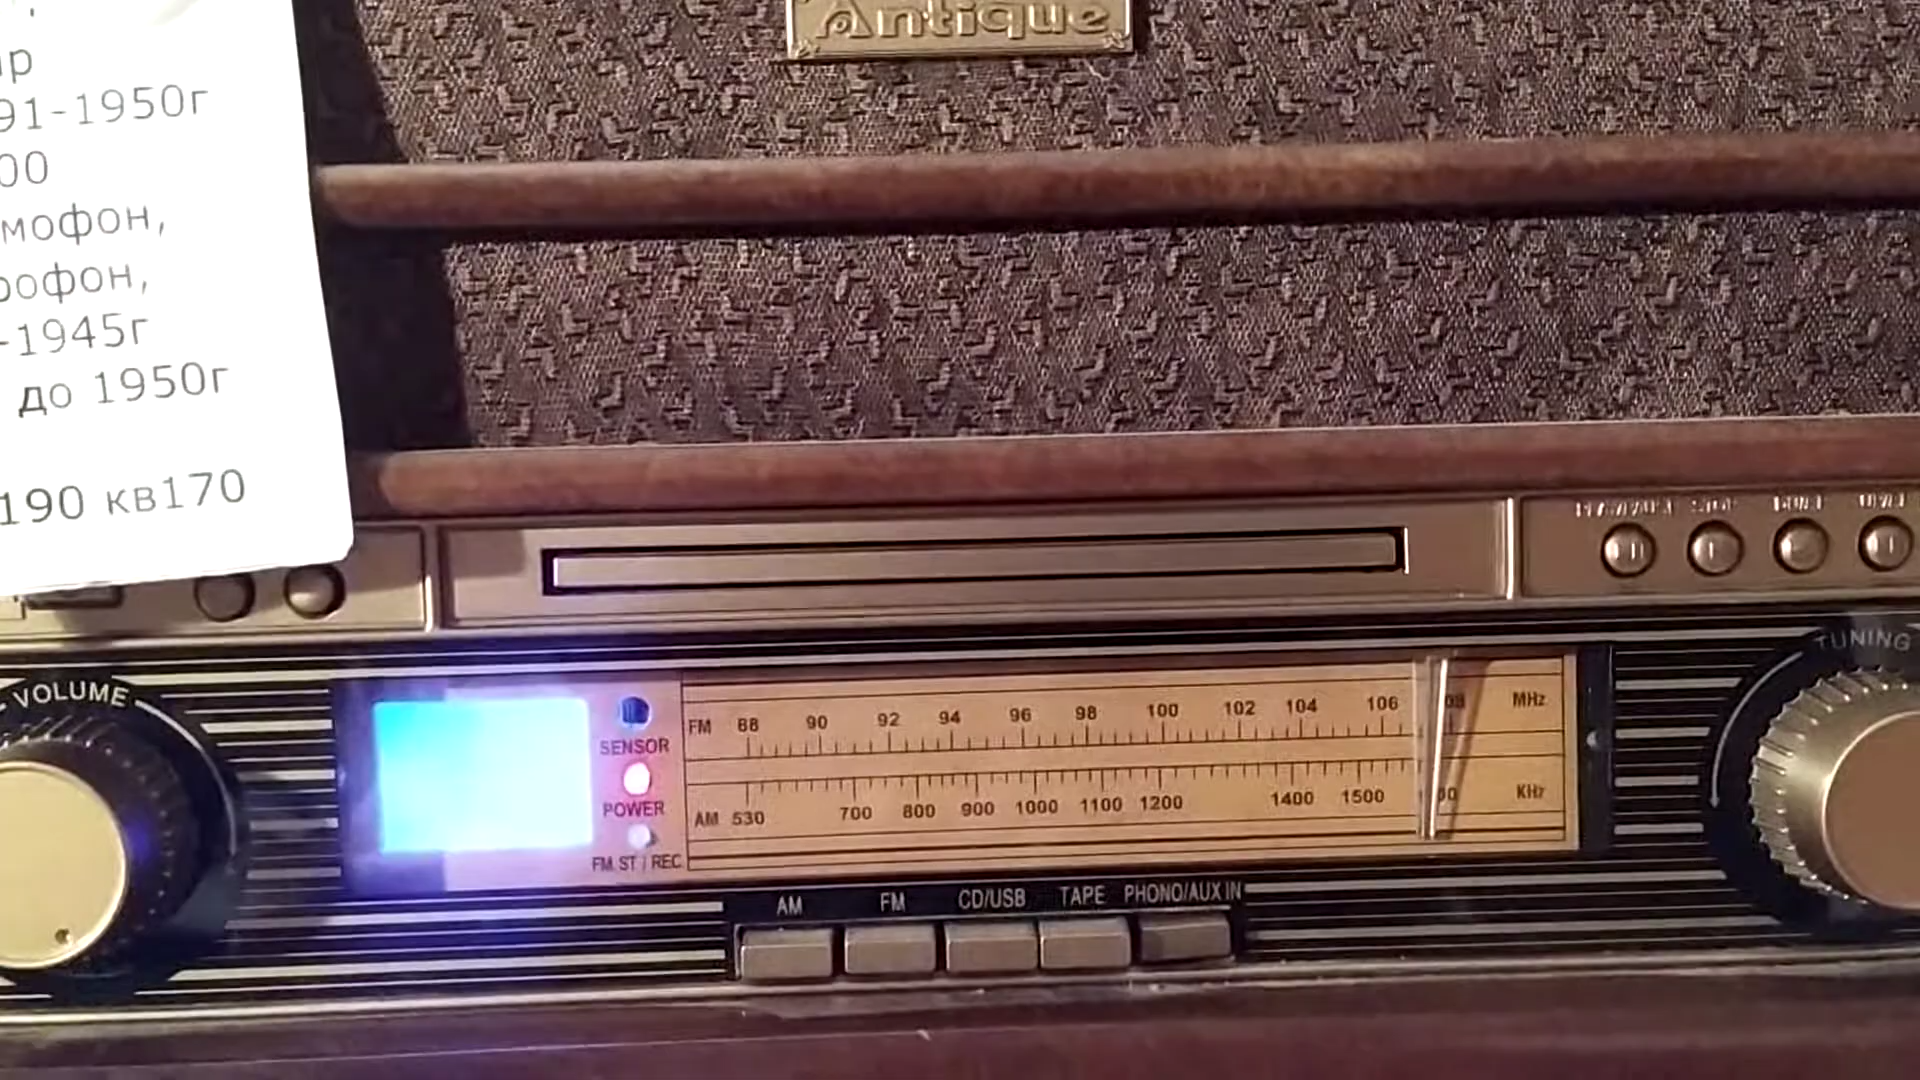 Antique
91-1950г
00
мофон,
рофон,
-1945г
до 1950г
190 кв170
VOLUME
TUNING
SENSOR
POWER
FM ST / REC
FM 88 90 92 94 96 98 100 102 104 106 MHz
AM 530 700 800 900 1000 1100 1200 1400 1500 KHz
AM FM CD/USB TAPE PHONO/AUX IN